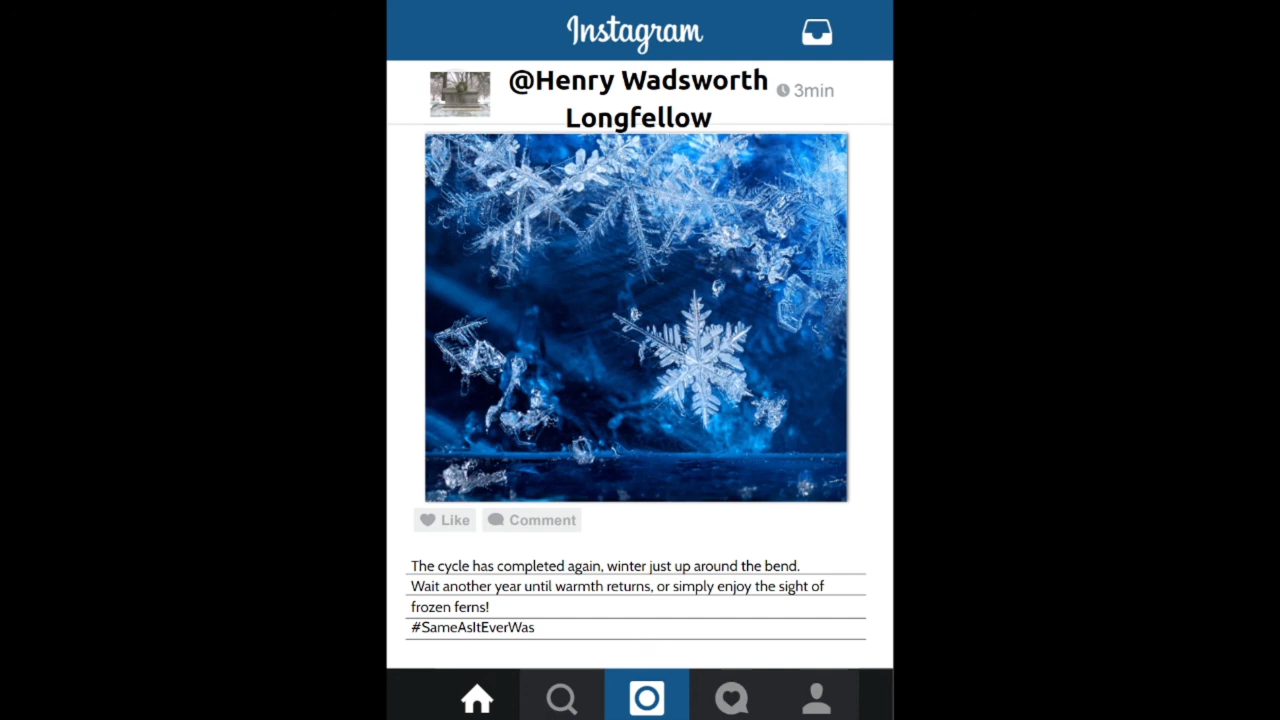 Instagram
@Henry Wadsworth
Longfellow
3min
Like
Comment
The cycle has completed again, winter just up around the bend.
Wait another year until warmth returns, or simply enjoy the sight of
frozen ferns!
#SameAsItEverWas